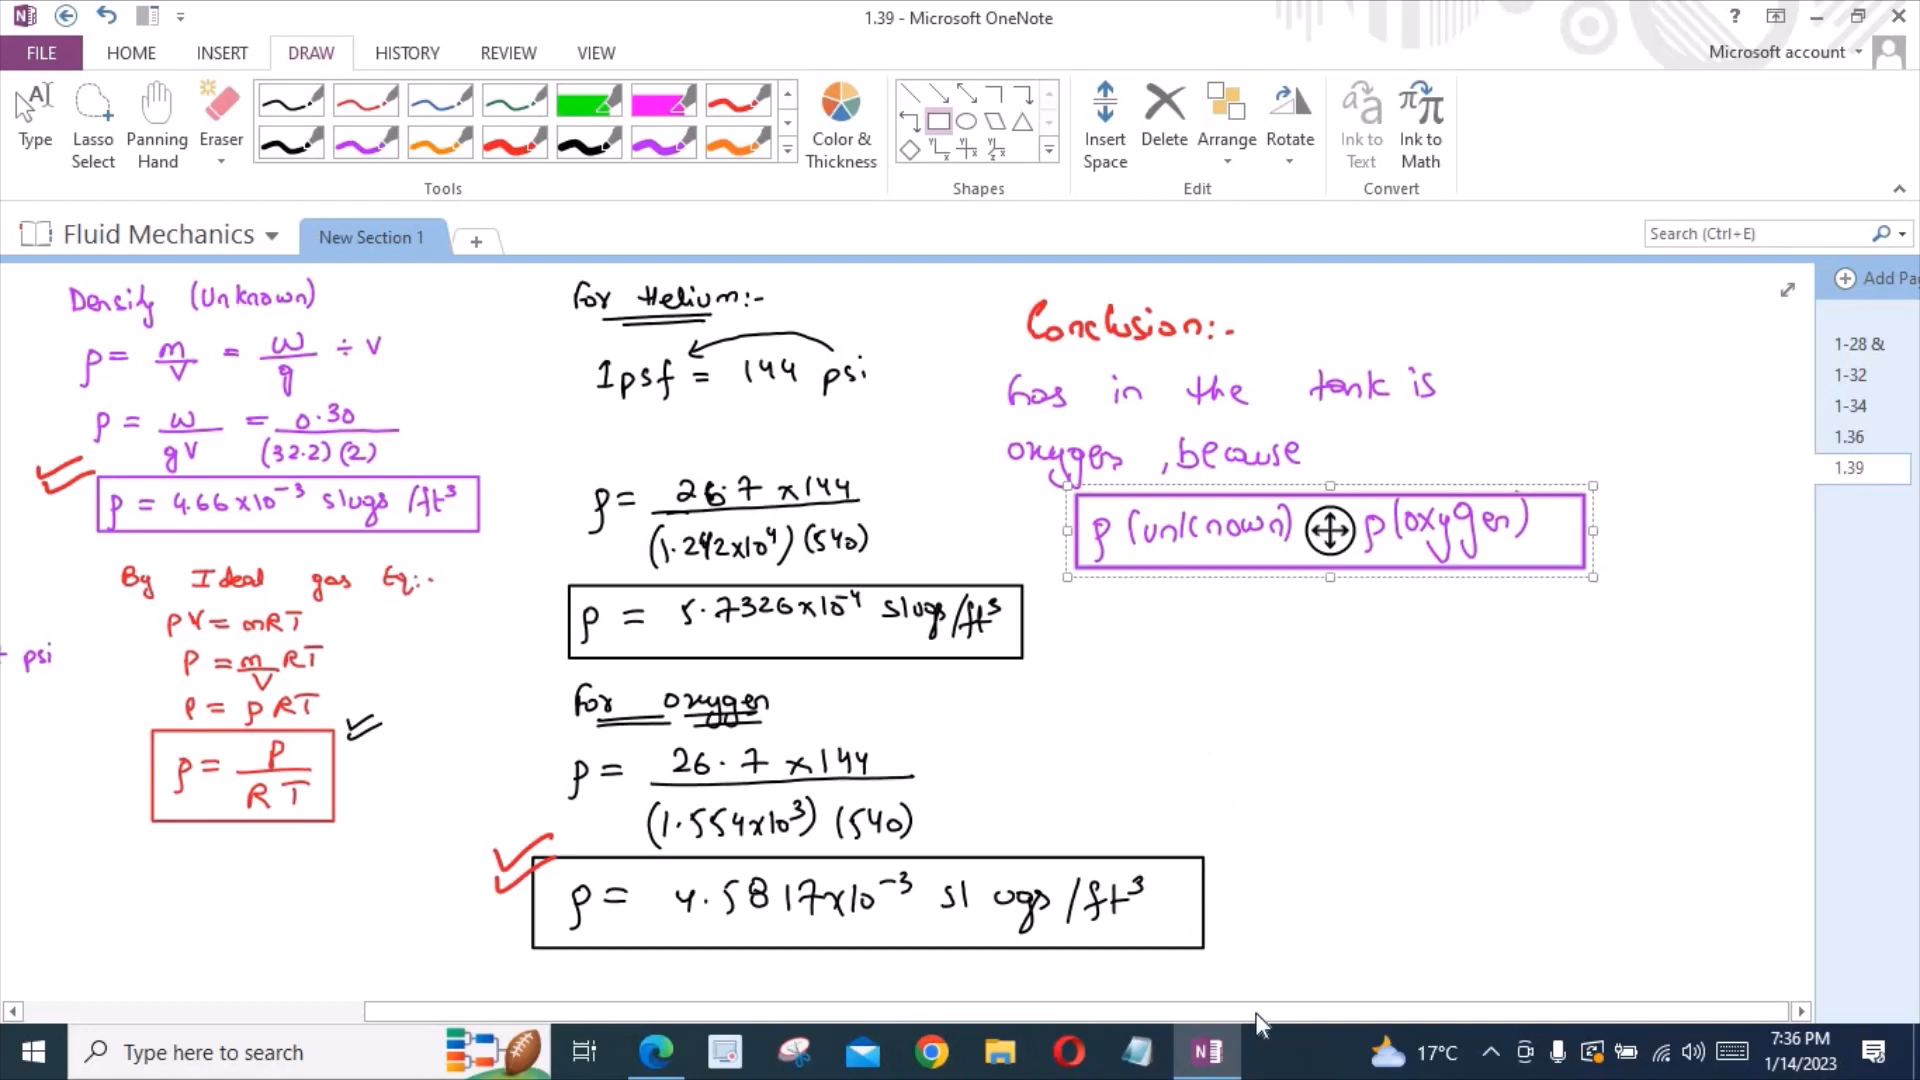 1.39 - Microsoft OneNote
FILE HOME INSERT DRAW HISTORY REVIEW VIEW
Microsoft account
Type
Lasso Select
Panning Hand
Eraser
Color & Thickness
Insert Space
Delete
Arrange
Rotate
Ink to Text
Ink to Math
Tools
Shapes
Edit
Convert
Fluid Mechanics
New Section 1
Search (Ctrl+E)
Add Pa
1-28 &
1-32
1-34
1.36
1.39
Density (Unknown)
ρ = m/V = W/g ÷ V
ρ = W/gV = 0.30/(32.2)(2)
ρ = 4.66x10⁻³ slugs/ft³
By Ideal gas Eq:-
PV = mRT
P = m/V RT
P = ρRT
ρ = P/RT
psi
For Helium:-
1psf = 144 psi
ρ = 26.7 x144/(1.242x10⁴)(540)
ρ = 5.7326x10⁻⁴ slugs/ft³
For oxygen
ρ = 26.7 x144/(1.554x10³)(540)
ρ = 4.5817x10⁻³ slugs/ft³
Conclusion:-
Gas in the tank is
oxygen, because
ρ(unknown) ρ(oxygen)
Type here to search
17°C
7:36 PM
1/14/2023